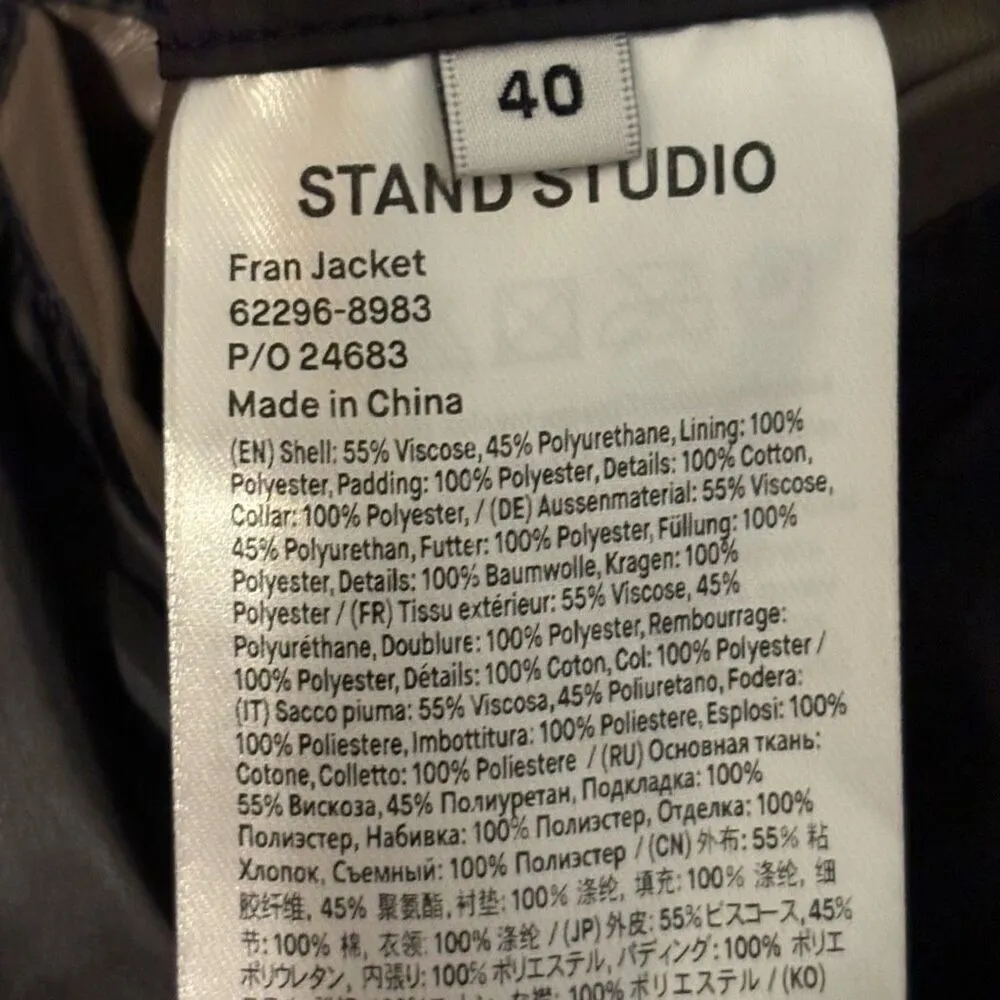 40
STAND STUDIO
Fran Jacket
62296-8983
P/O 24683
Made in China
(EN) Shell: 55% Viscose, 45% Polyurethane, Lining: 100%
Polyester, Padding: 100% Polyester, Details: 100% Cotton,
Collar: 100% Polyester, / (DE) Aussenmaterial: 55% Viscose,
45% Polyurethan, Futter: 100% Polyester, Füllung: 100%
Polyester, Details: 100% Baumwolle, Kragen: 100%
Polyester / (FR) Tissu extérieur: 55% Viscose, 45%
Polyuréthane, Doublure: 100% Polyester, Rembourrage:
100% Polyester, Détails: 100% Coton, Col: 100% Polyester /
(IT) Sacco piuma: 55% Viscosa, 45% Poliuretano, Fodera:
100% Poliestere, Imbottitura: 100% Poliestere, Esplosi: 100%
Cotone, Colletto: 100% Poliestere / (RU) Основная ткань:
55% Вискоза, 45% Полиуретан, Подкладка: 100%
Полиэстер, Набивка: 100% Полиэстер, Отделка: 100%
Хлопок, Съемный: 100% Полиэстер / (CN) 外布: 55% 粘
胶纤维, 45% 聚氨酯, 衬垫: 100% 涤纶, 填充: 100% 涤纶, 细
节: 100% 棉, 衣领: 100% 涤纶 / (JP) 外皮: 55% ビスコース, 45%
ポリウレタン, 内張り: 100% ポリエステル, パディング: 100% ポリエ
100% ポリエステル / (KO)